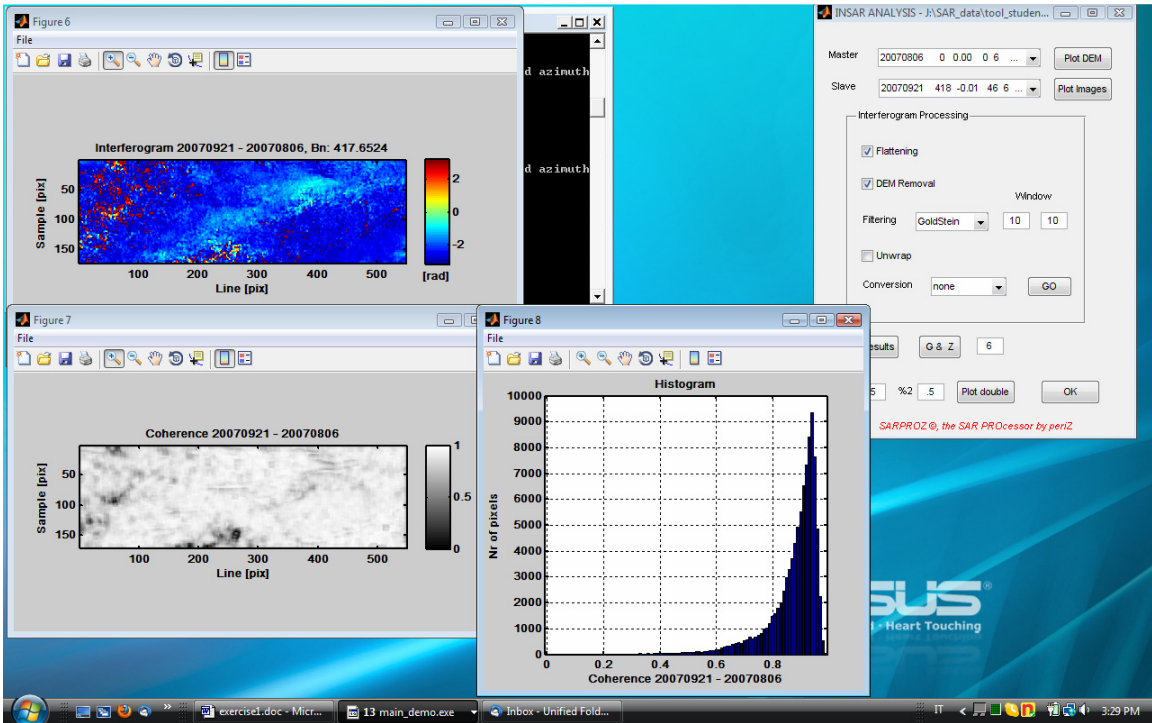 Figure 6
File
Interferogram 20070921 - 20070806, Bn: 417.6524
Sample [pix]
50
100
150
100
200
300
400
500
Line [pix]
2
0
-2
[rad]
d azimuth
d azimuth
INSAR ANALYSIS - J:\SAR_data\tool_studen...
Master
20070806 0 0.00 0 6 ...
Plot DEM
Slave
20070921 418 -0.01 46 6 ...
Plot Images
Interferogram Processing
Flattening
DEM Removal
Window
Filtering
GoldStein
10
10
Unwrap
Conversion
none
GO
esults
G & Z
6
5
%2
.5
Plot double
OK
SARPROZ ©, the SAR PROcessor by periZ
Figure 7
File
Coherence 20070921 - 20070806
Sample [pix]
50
100
150
100
200
300
400
500
Line [pix]
1
0.5
0
Figure 8
File
Histogram
Nr of pixels
10000
9000
8000
7000
6000
5000
4000
3000
2000
1000
0
0
0.2
0.4
0.6
0.8
Coherence 20070921 - 20070806
SUS®
· Heart Touching
exercise1.doc - Micr...
13 main_demo.exe
Inbox - Unified Fold...
IT
3:29 PM